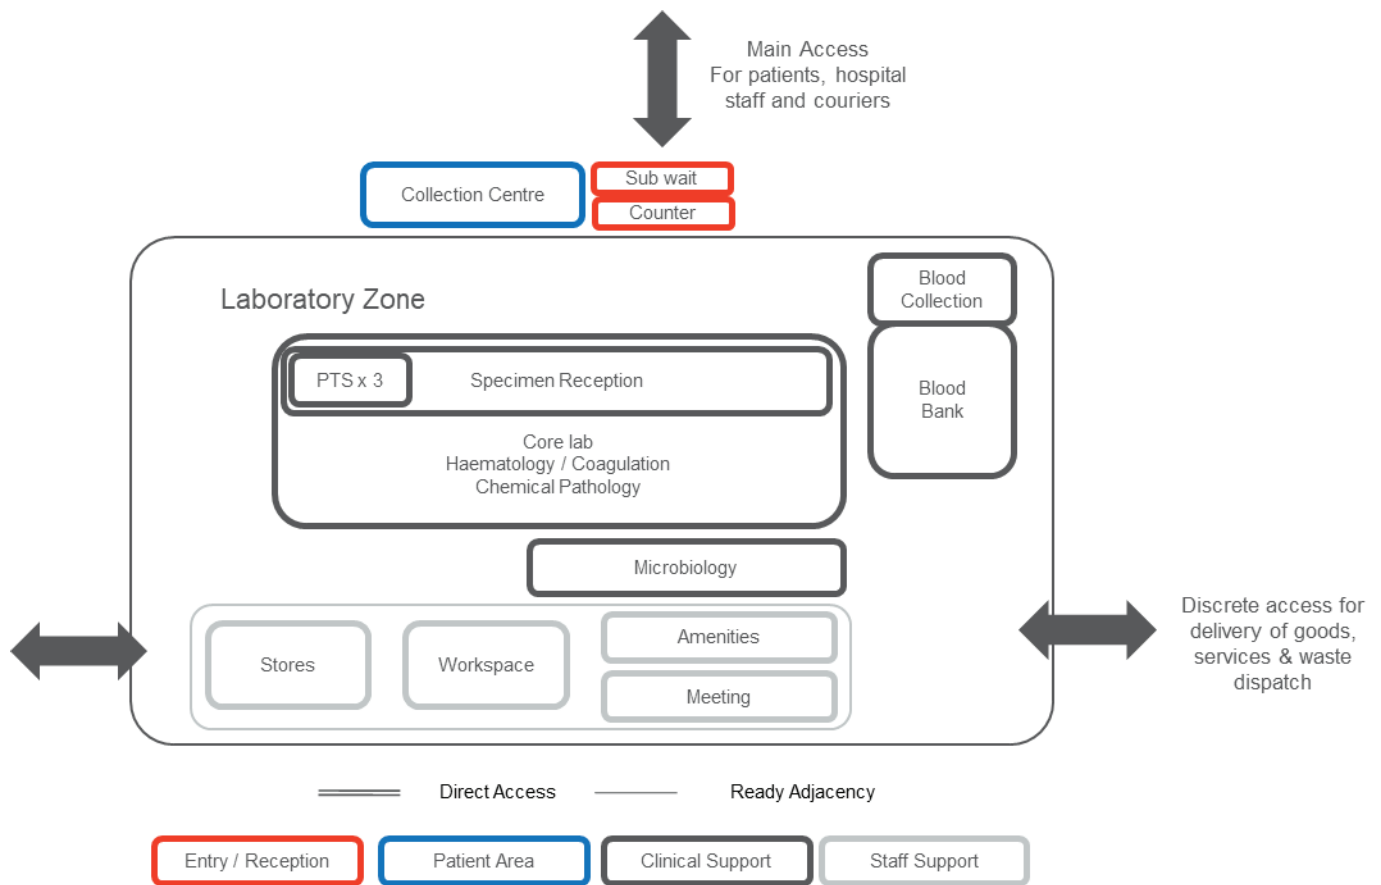 Main Access
For patients, hospital
staff and couriers
Collection Centre
Sub wait
Counter
Laboratory Zone
Blood
Collection
PTS x 3
Specimen Reception
Blood
Bank
Core lab
Haematology / Coagulation
Chemical Pathology
Microbiology
Discrete access for
delivery of goods,
services & waste
dispatch
Stores
Workspace
Amenities
Meeting
Direct Access
Ready Adjacency
Entry / Reception
Patient Area
Clinical Support
Staff Support